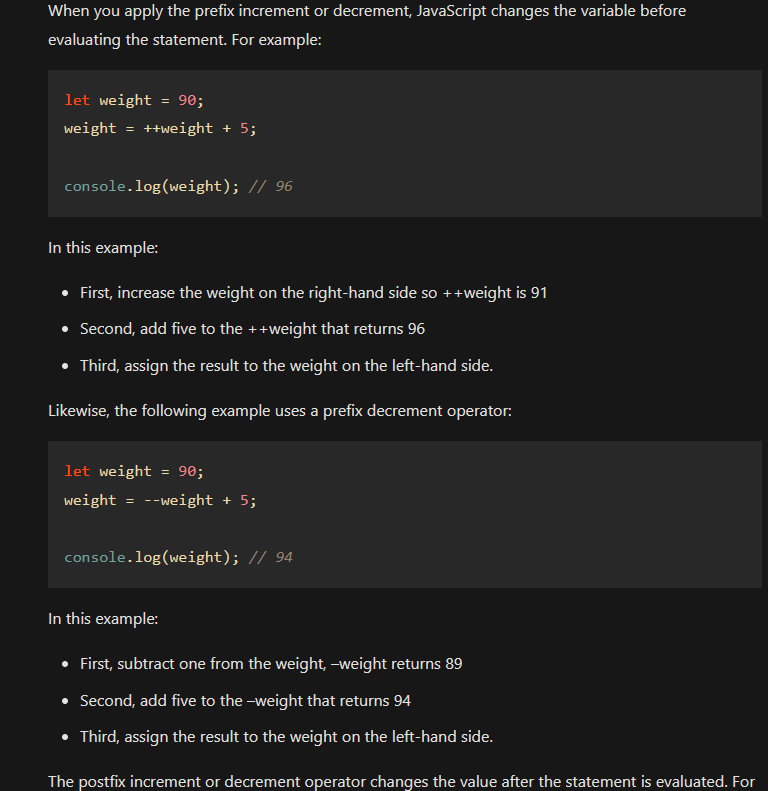 When you apply the prefix increment or decrement, JavaScript changes the variable before
evaluating the statement. For example:
let weight = 90;
weight = ++weight + 5;
console.log(weight); // 96
In this example:
• First, increase the weight on the right-hand side so ++weight is 91
• Second, add five to the ++weight that returns 96
• Third, assign the result to the weight on the left-hand side.
Likewise, the following example uses a prefix decrement operator:
let weight = 90;
weight = --weight + 5;
console.log(weight); // 94
In this example:
• First, subtract one from the weight, –weight returns 89
• Second, add five to the –weight that returns 94
• Third, assign the result to the weight on the left-hand side.
The postfix increment or decrement operator changes the value after the statement is evaluated. For